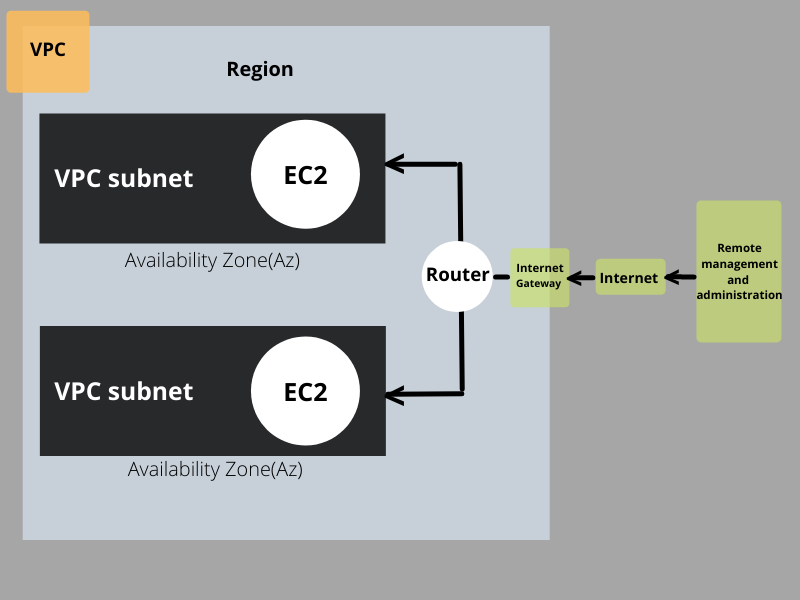 VPC
Region
VPC subnet
EC2
Availability Zone(Az)
Router
Internet
Gateway
Internet
Remote
management
and
administration
VPC subnet
EC2
Availability Zone(Az)